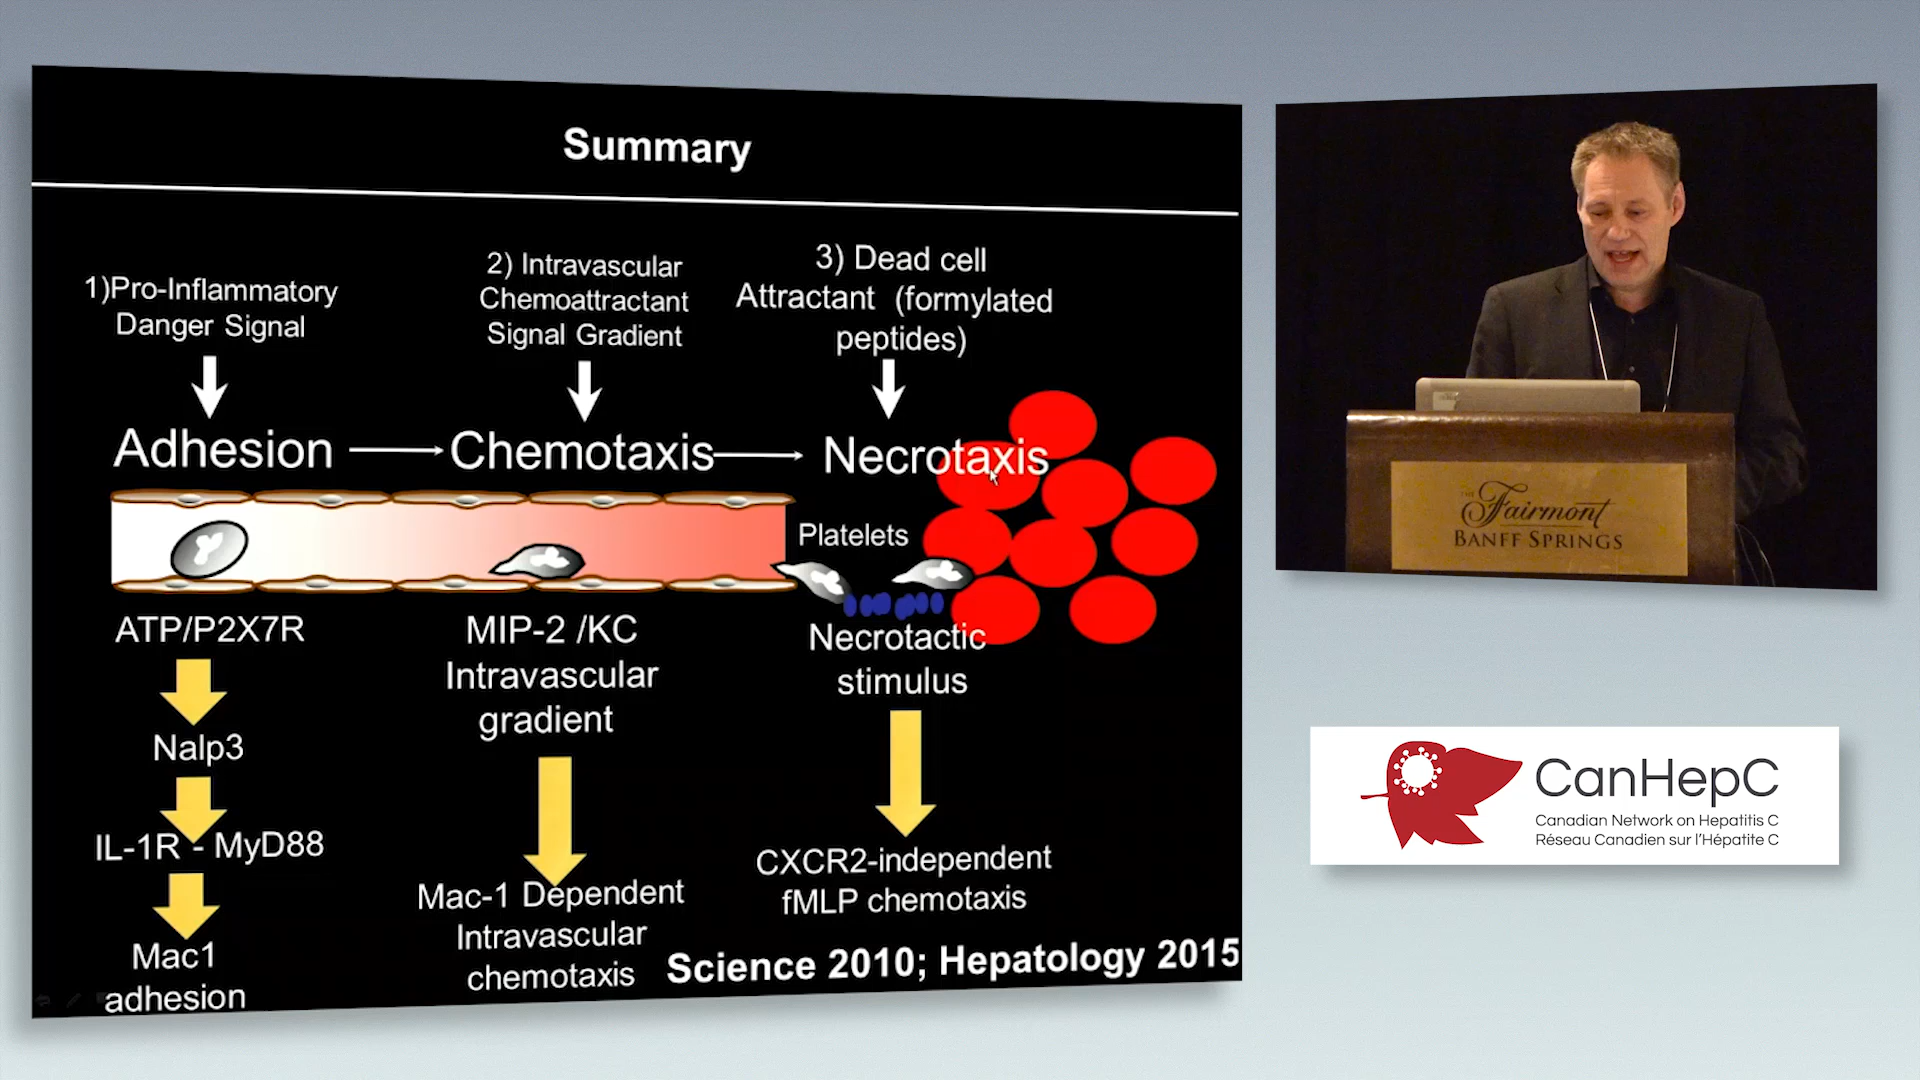 Summary
1)Pro-Inflammatory
Danger Signal
2) Intravascular
Chemoattractant
Signal Gradient
3) Dead cell
Attractant (formylated
peptides)
Adhesion
Chemotaxis
Necrotaxis
Platelets
ATP/P2X7R
Nalp3
IL-1R - MyD88
Mac1
adhesion
MIP-2 /KC
Intravascular
gradient
Mac-1 Dependent
Intravascular
chemotaxis
Necrotactic
stimulus
CXCR2-independent
fMLP chemotaxis
Science 2010; Hepatology 2015
THE
Fairmont
BANFF SPRINGS
CanHepC
Canadian Network on Hepatitis C
Réseau Canadien sur l'Hépatite C